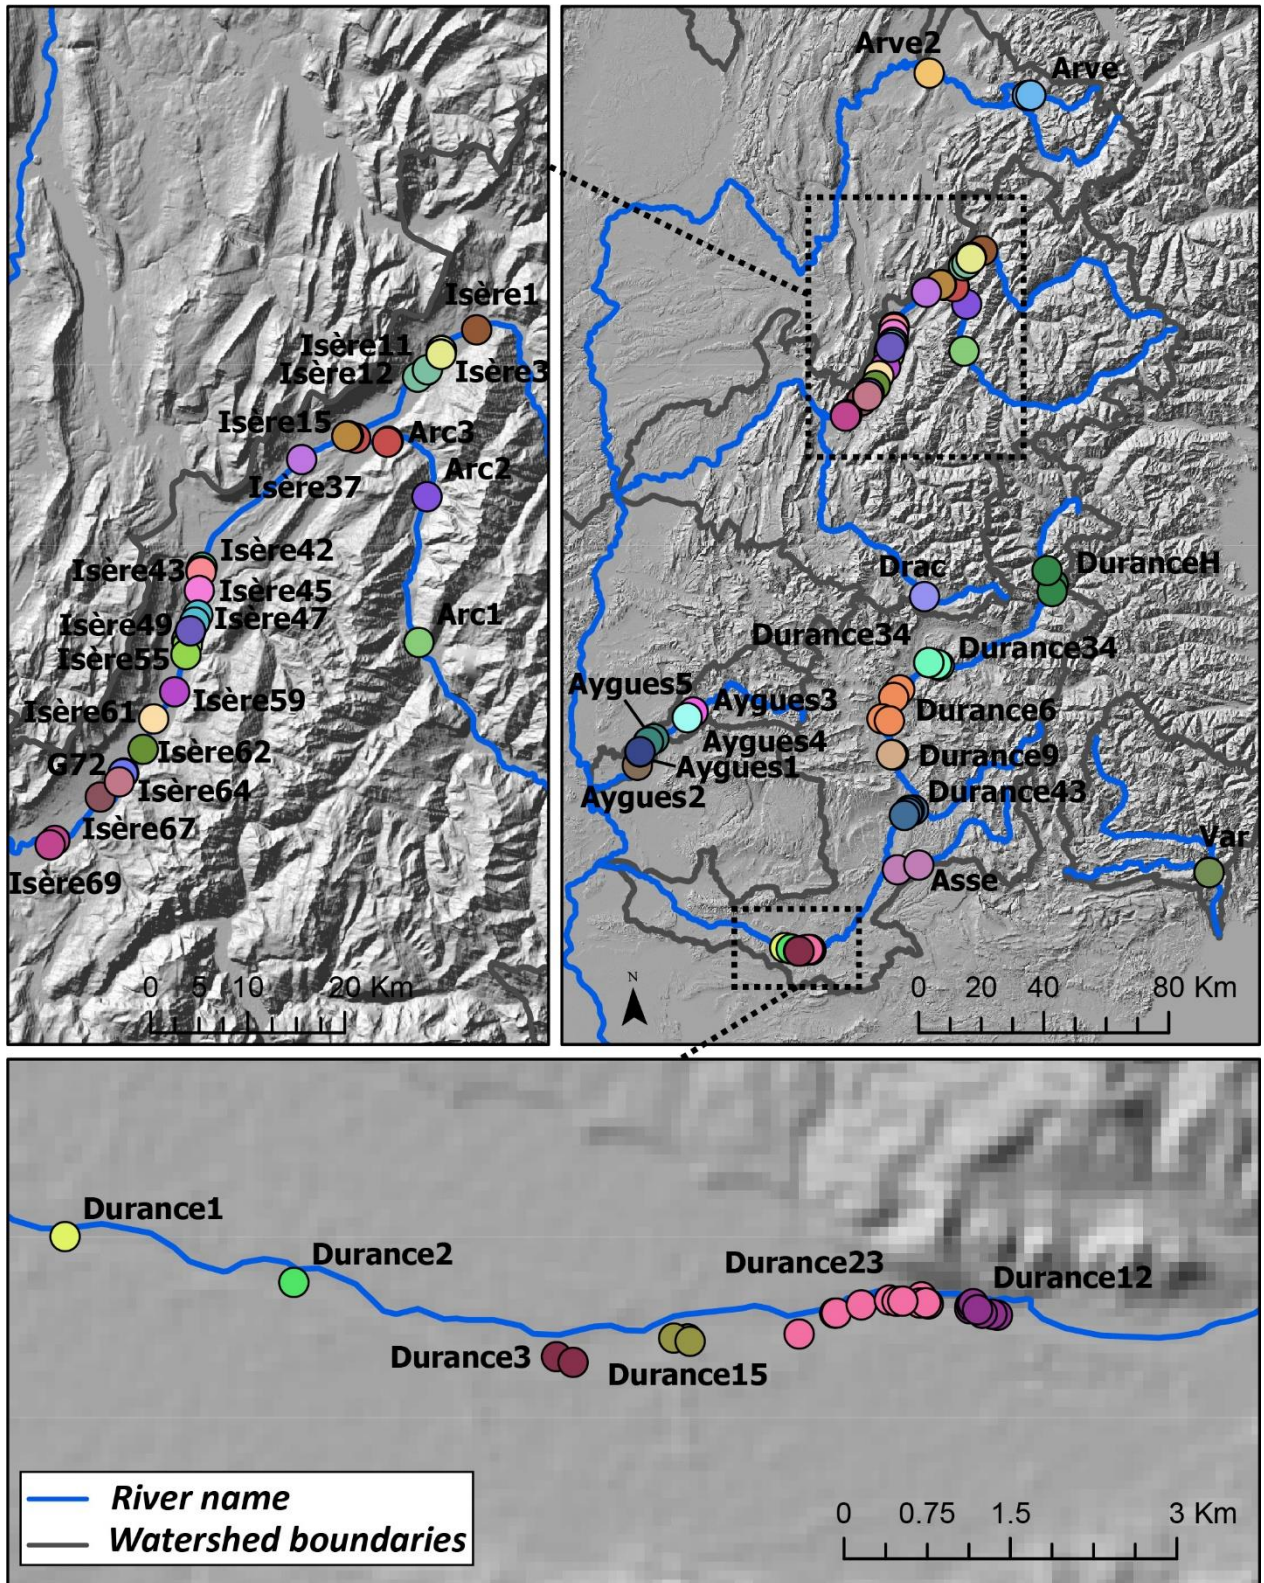 Isère1
Isère11
Isère12
Isère3
Isère15
Arc3
Isère37
Arc2
Isère42
Isère43
Isère45
Isère47
Isère49
Isère55
Arc1
Isère59
Isère61
Isère62
G72
Isère64
Isère67
Isère69
0 5 10 20 Km
Arve2
Arve
Drac
DuranceH
Durance34
Durance34
Aygues5
Aygues3
Durance6
Aygues4
Durance9
Aygues1
Aygues2
Durance43
Var
Asse
N
0 20 40 80 Km
Durance1
Durance2
Durance23
Durance12
Durance3
Durance15
River name
Watershed boundaries
0 0.75 1.5 3 Km